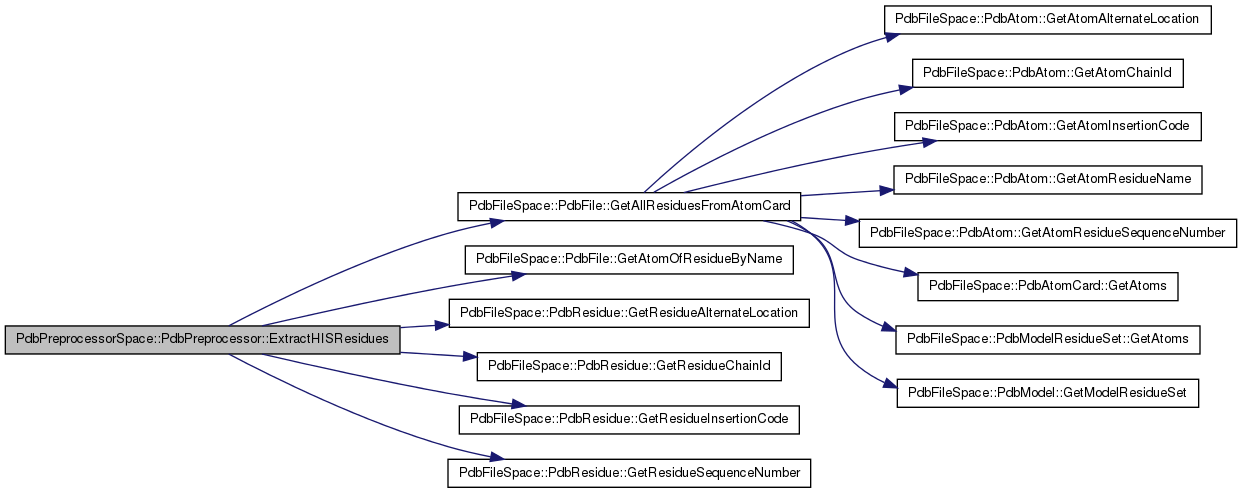 PdbPreprocessorSpace::PdbPreprocessor::ExtractHISResidues
PdbFileSpace::PdbFile::GetAllResiduesFromAtomCard
PdbFileSpace::PdbFile::GetAtomOfResidueByName
PdbFileSpace::PdbResidue::GetResidueAlternateLocation
PdbFileSpace::PdbResidue::GetResidueChainId
PdbFileSpace::PdbResidue::GetResidueInsertionCode
PdbFileSpace::PdbResidue::GetResidueSequenceNumber
PdbFileSpace::PdbAtom::GetAtomAlternateLocation
PdbFileSpace::PdbAtom::GetAtomChainId
PdbFileSpace::PdbAtom::GetAtomInsertionCode
PdbFileSpace::PdbAtom::GetAtomResidueName
PdbFileSpace::PdbAtom::GetAtomResidueSequenceNumber
PdbFileSpace::PdbAtomCard::GetAtoms
PdbFileSpace::PdbModelResidueSet::GetAtoms
PdbFileSpace::PdbModel::GetModelResidueSet